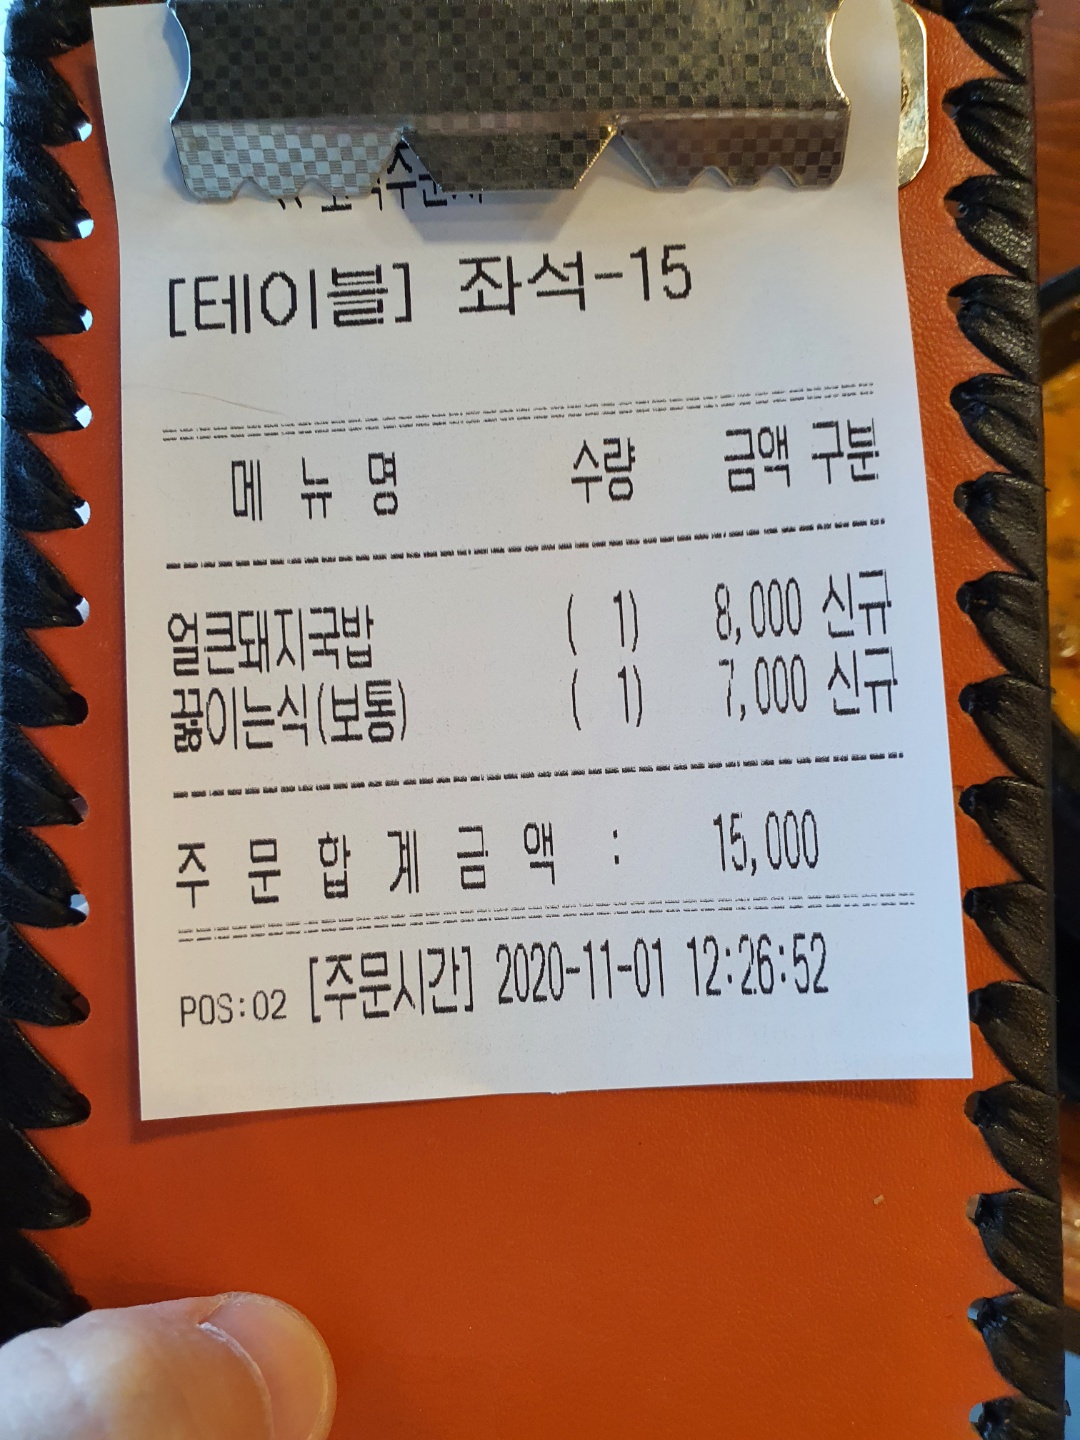 [테이블] 좌석-15
메 뉴 명 수량 금액 구분
얼큰돼지국밥 ( 1) 8,000 신규
끓이는식(보통) ( 1) 7,000 신규
주 문 합 계 금 액 : 15,000
POS:02 [주문시간] 2020-11-01 12:26:52